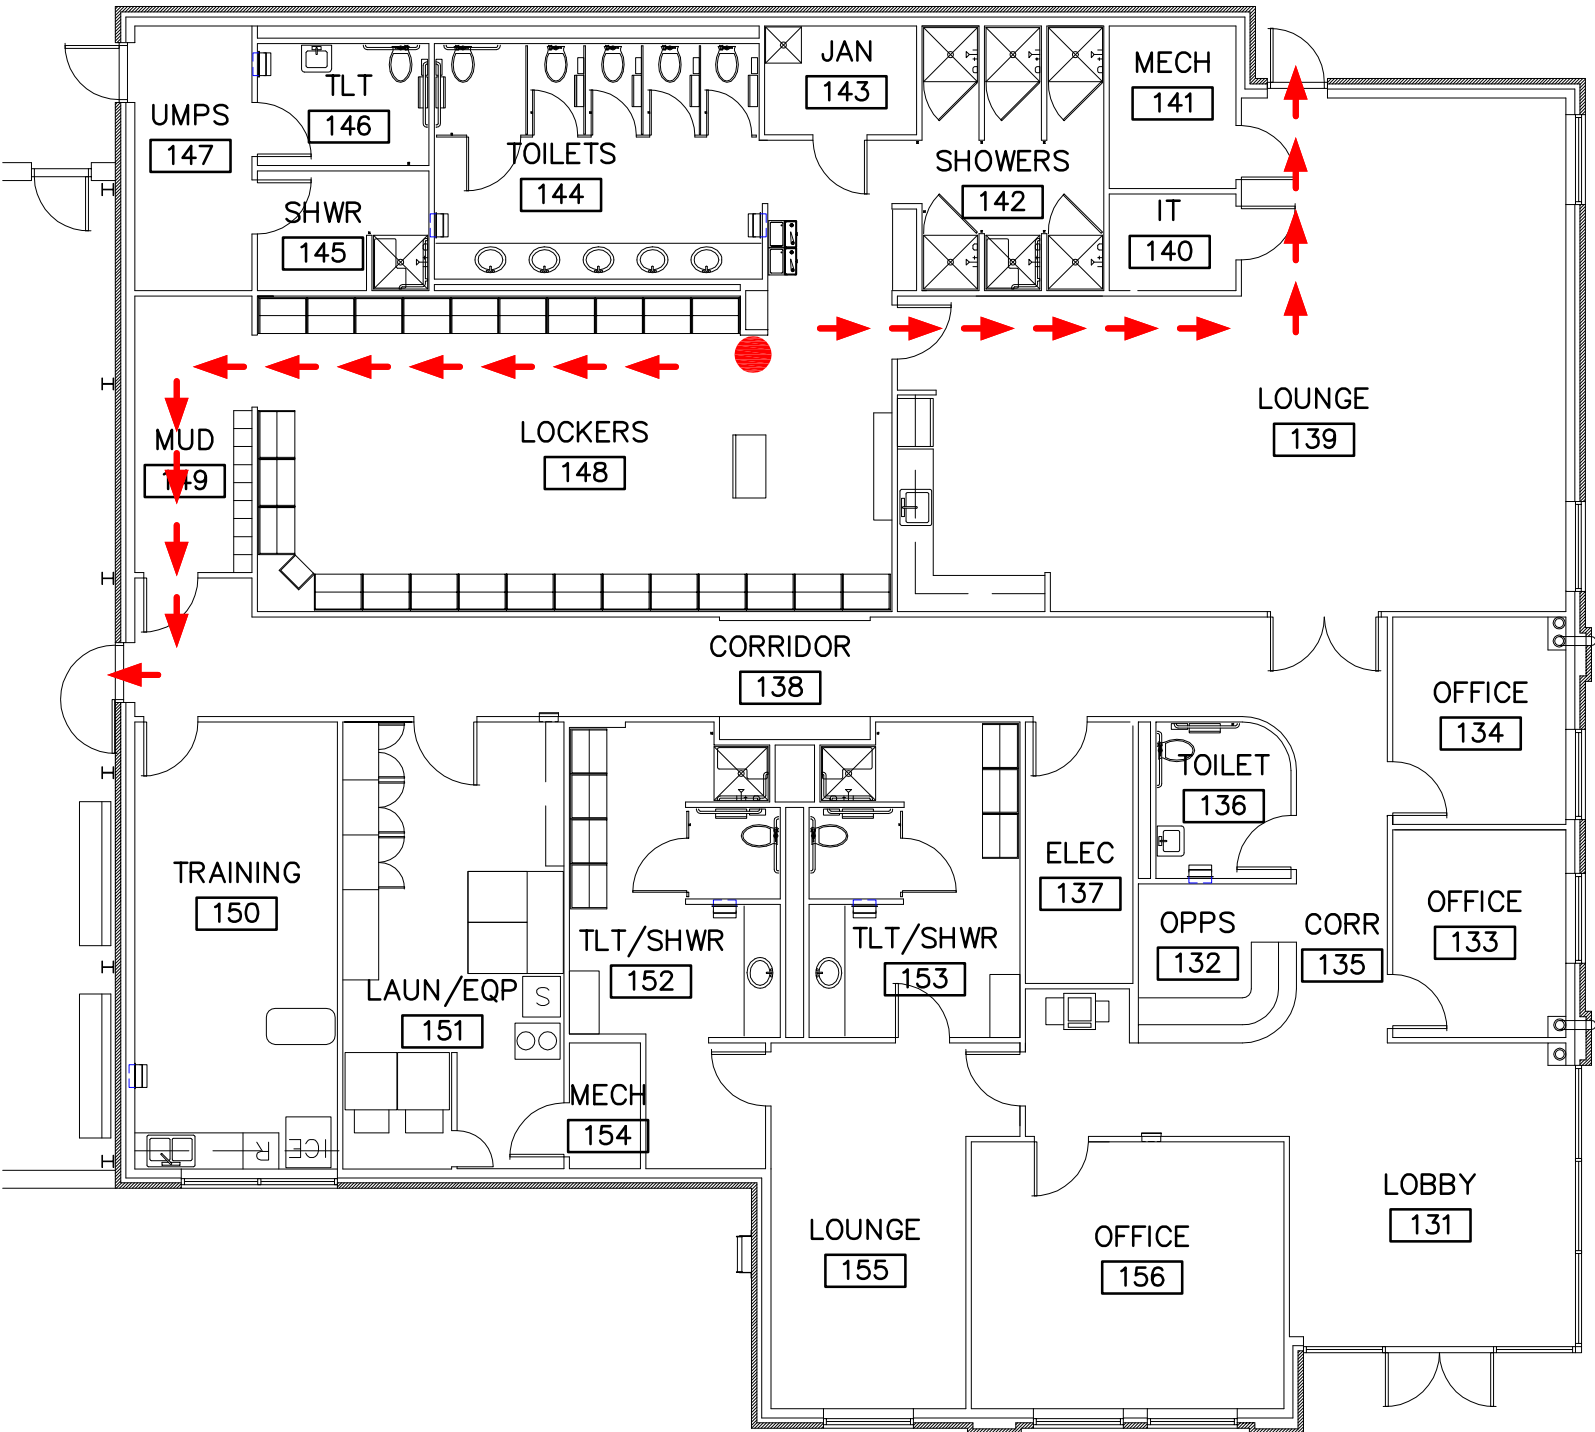 JAN
143
MECH
141
TLT
146
UMPS
147
TOILETS
144
SHOWERS
142
SHWR
145
IT
140
LOUNGE
139
MUD
149
LOCKERS
148
CORRIDOR
138
OFFICE
134
TOILET
136
TRAINING
150
ELEC
137
OFFICE
133
OPPS
132
CORR
135
TLT/SHWR
152
TLT/SHWR
153
LAUN/EQP
151
S
MECH
154
R
ICE
LOBBY
131
LOUNGE
155
OFFICE
156